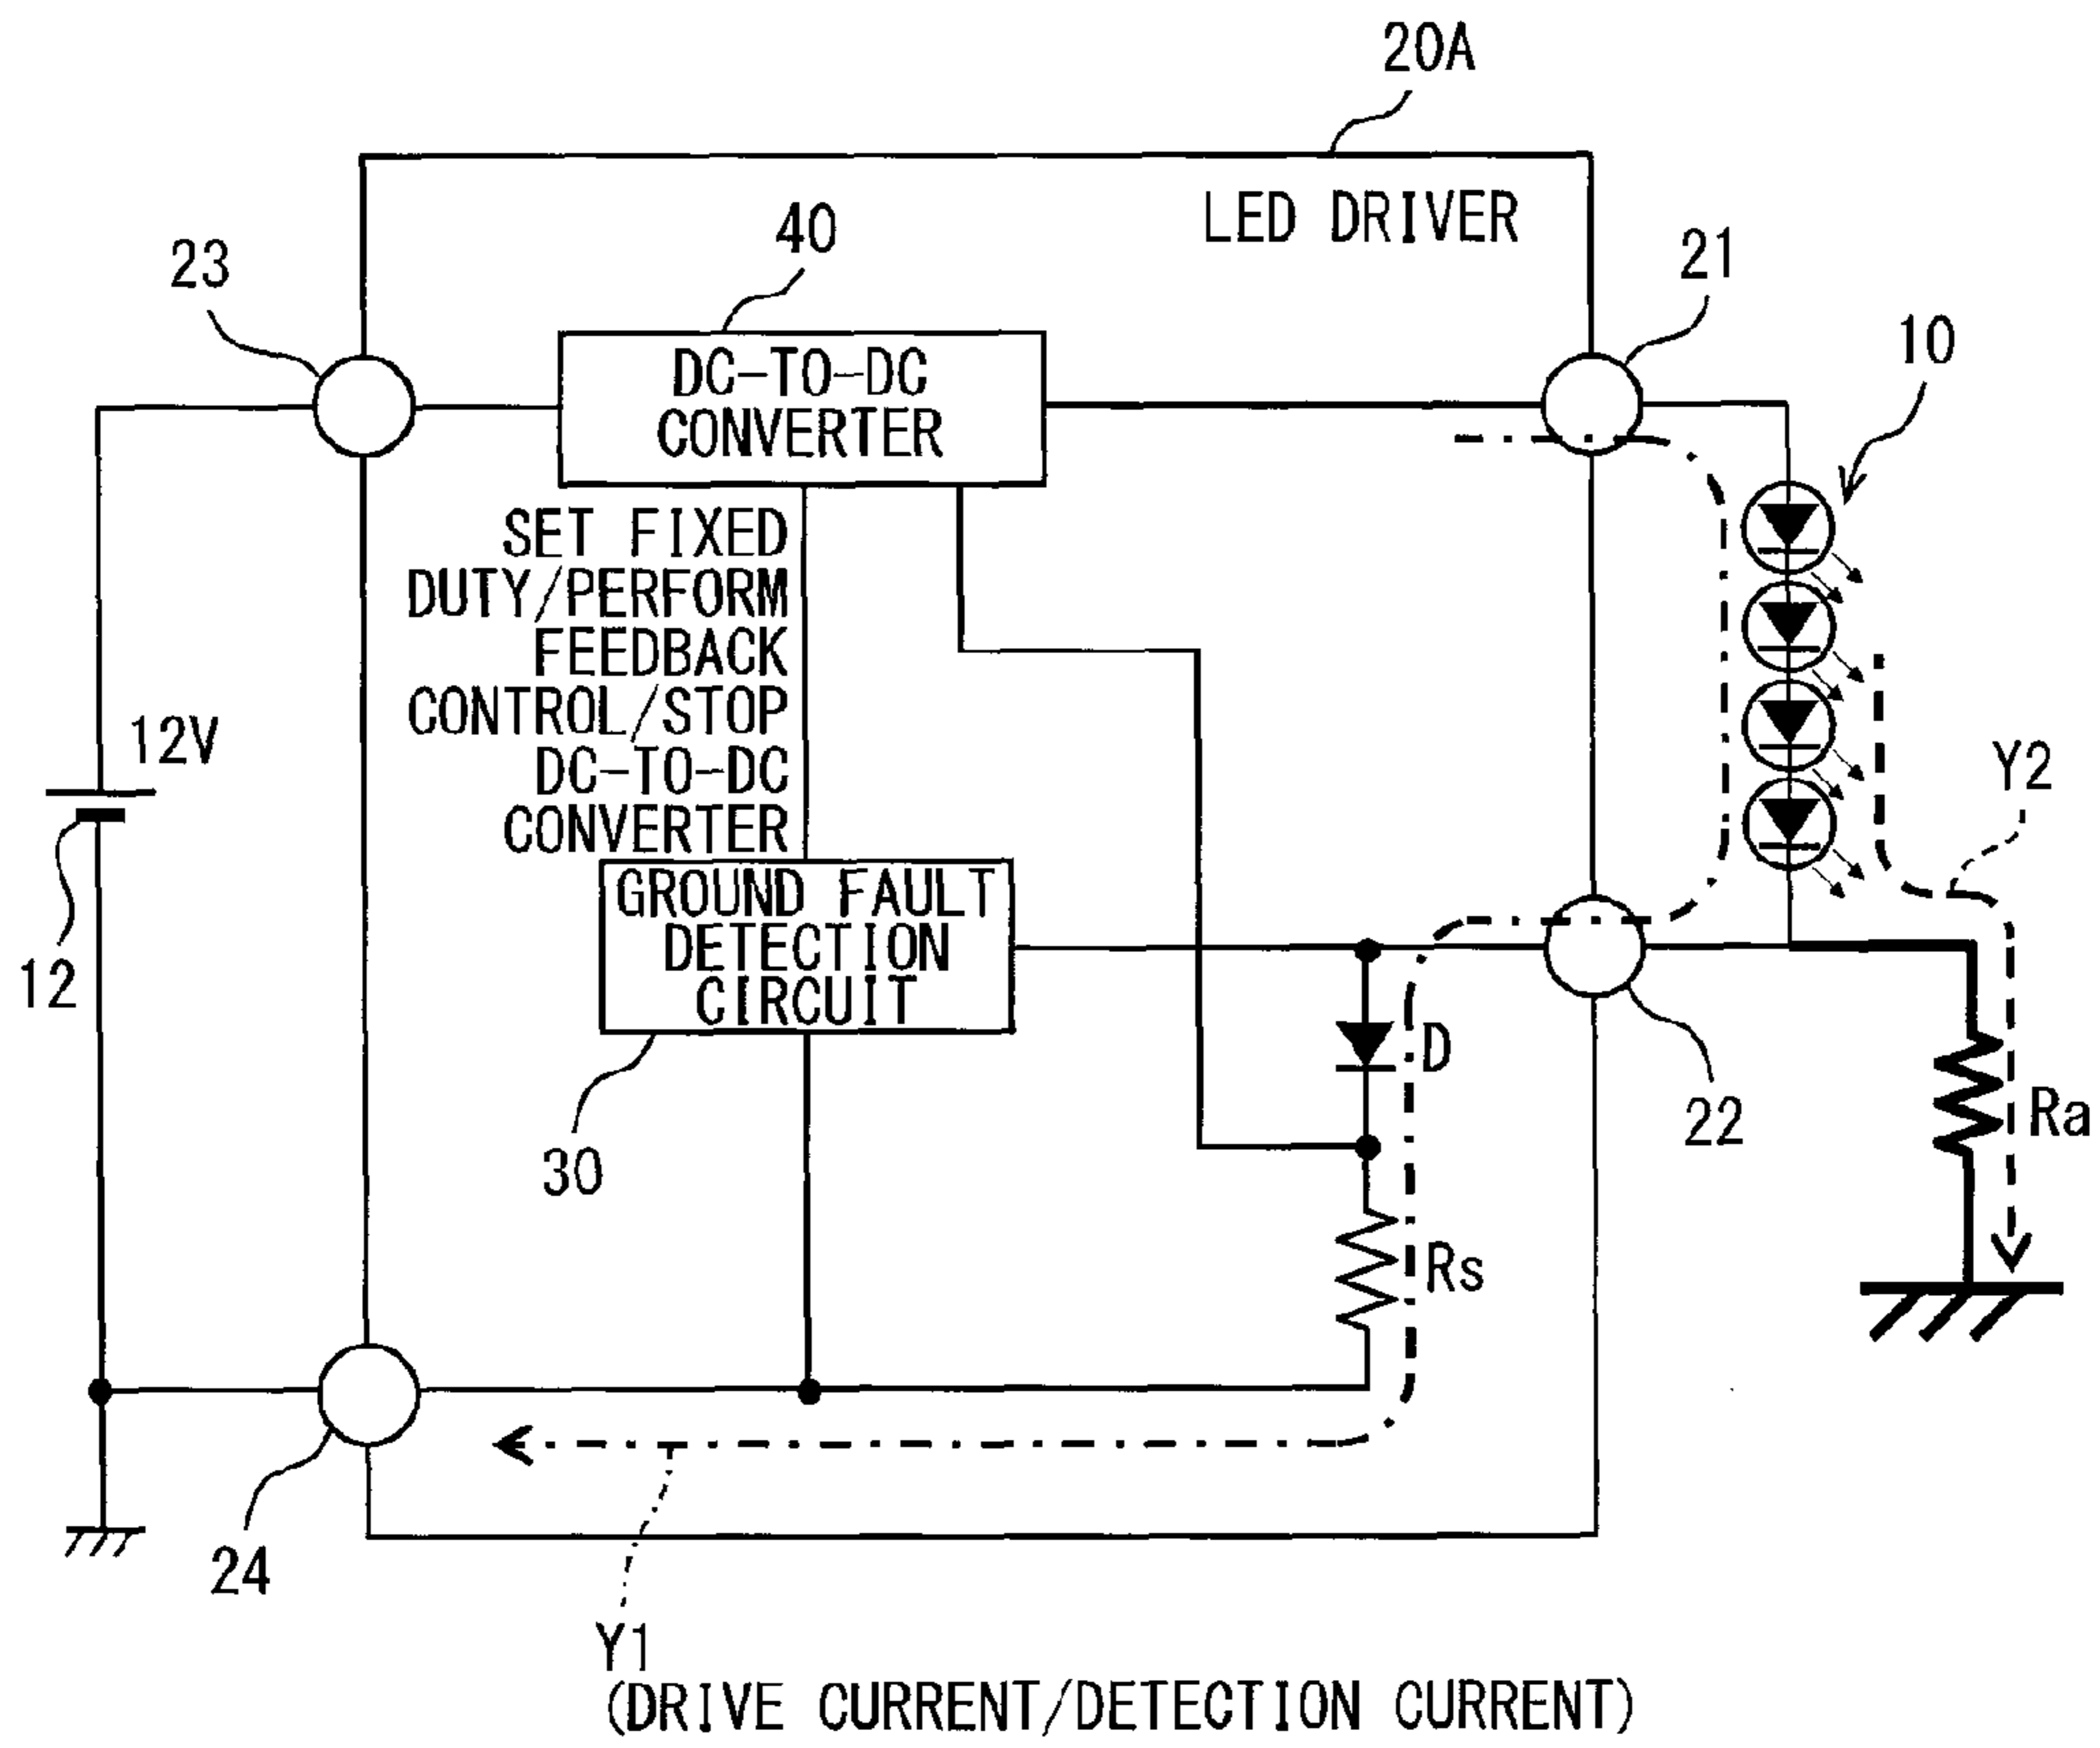 20A
LED DRIVER
40
23
21
10
DC-TO-DC
CONVERTER
SET FIXED
DUTY/PERFORM
FEEDBACK
CONTROL/STOP
DC-TO-DC
CONVERTER
12V
Y2
GROUND FAULT
DETECTION
CIRCUIT
12
D
22
Ra
30
Rs
24
Y1
(DRIVE CURRENT/DETECTION CURRENT)